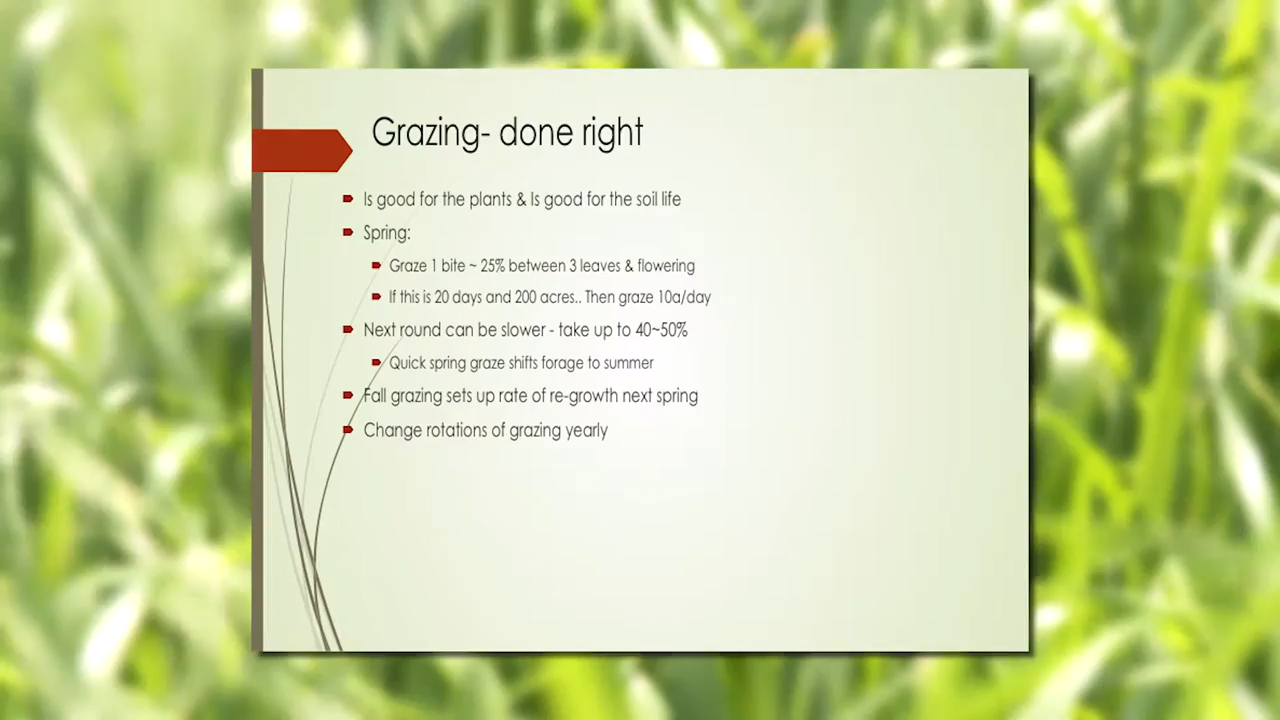 Grazing- done right
Is good for the plants & Is good for the soil life
Spring:
Graze 1 bite ~ 25% between 3 leaves & flowering
If this is 20 days and 200 acres.. Then graze 10a/day
Next round can be slower - take up to 40~50%
Quick spring graze shifts forage to summer
Fall grazing sets up rate of re-growth next spring
Change rotations of grazing yearly